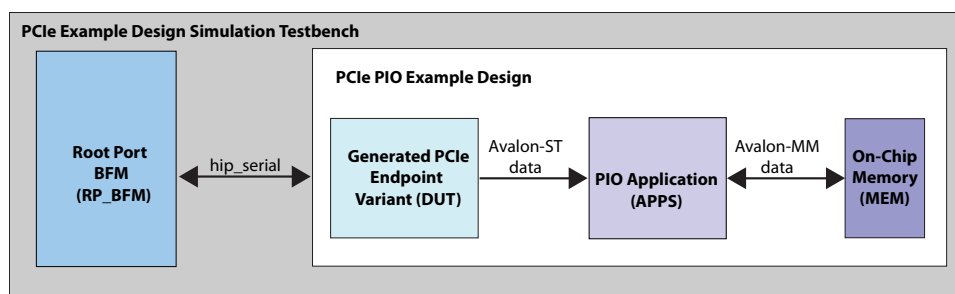 PCIe Example Design Simulation Testbench
PCIe PIO Example Design
Root Port
BFM
(RP_BFM)
hip_serial
Generated PCIe
Endpoint
Variant (DUT)
Avalon-ST
data
PIO Application
(APPS)
Avalon-MM
data
On-Chip
Memory
(MEM)